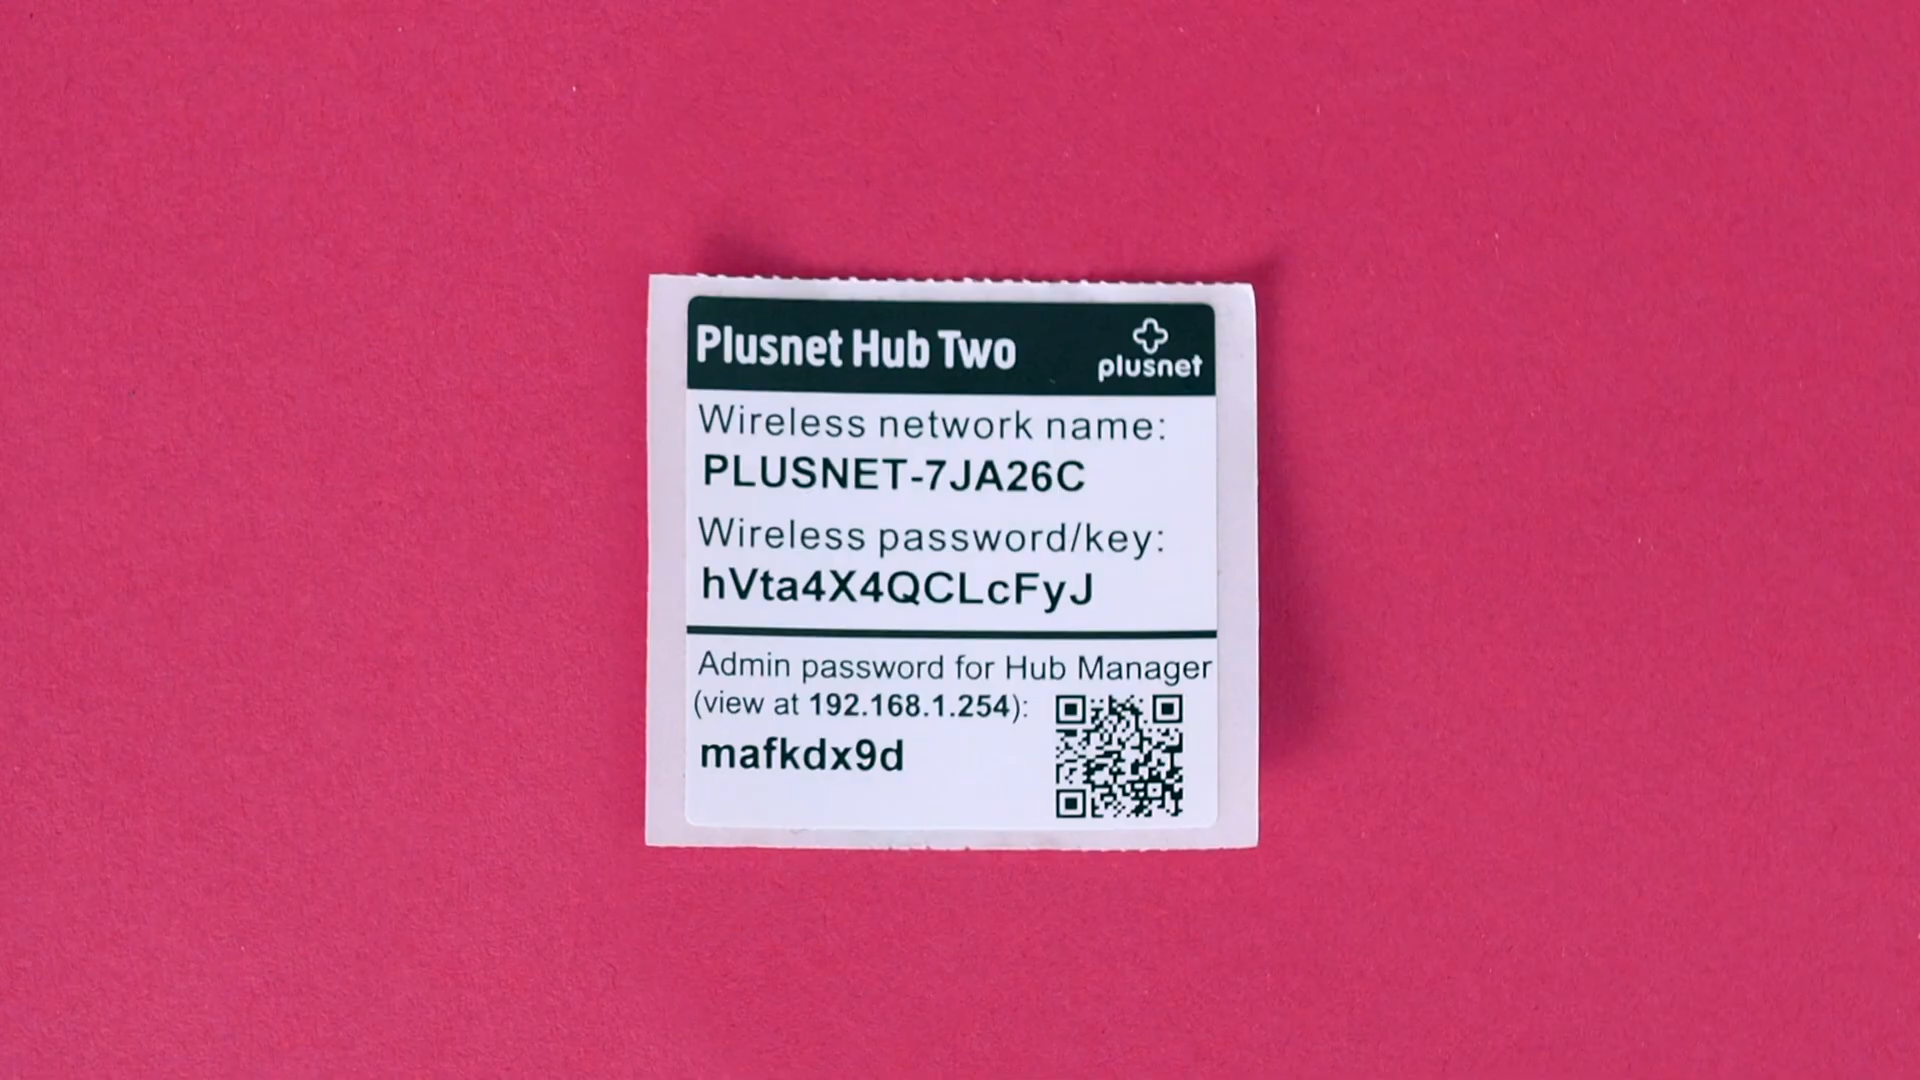 Plusnet Hub Two
plusnet
Wireless network name:
PLUSNET-7JA26C
Wireless password/key:
hVta4X4QCLcFyJ
Admin password for Hub Manager
(view at 192.168.1.254):
mafkdx9d